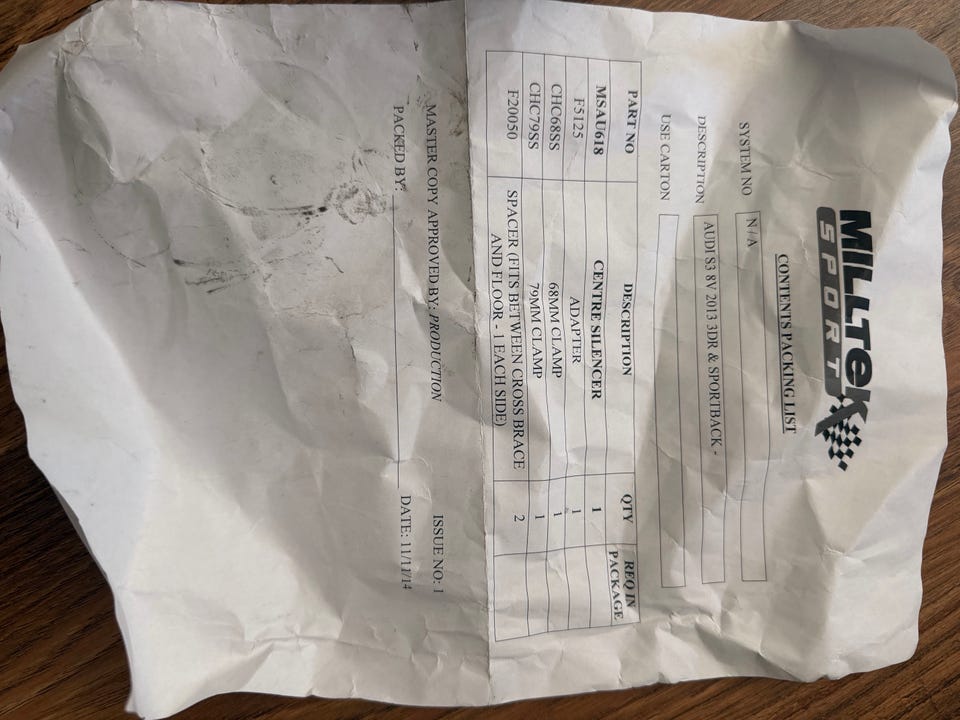 MILLTEK
SPORT
CONTENTS PACKING LIST
SYSTEM NO N/A
DESCRIPTION AUDI S3 8V 2013 3DR & SPORTBACK -
USE CARTON
PART NO DESCRIPTION QTY REQ IN PACKAGE
MSAU618 CENTRE SILENCER 1
F5125 ADAPTER 1
CHC68SS 68MM CLAMP 1
CHC79SS 79MM CLAMP 1
F20050 SPACER (FITS BETWEEN CROSS BRACE 2
AND FLOOR - 1 EACH SIDE)
MASTER COPY APPROVED BY: PRODUCTION ISSUE NO: 1
PACKED BY: DATE: 11/11/14